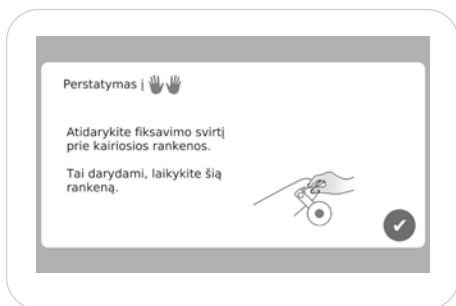 Perstatymas į
Atidarykite fiksavimo svirtį
prie kairiosios rankenos.
Tai darydami, laikykite šią
rankeną.